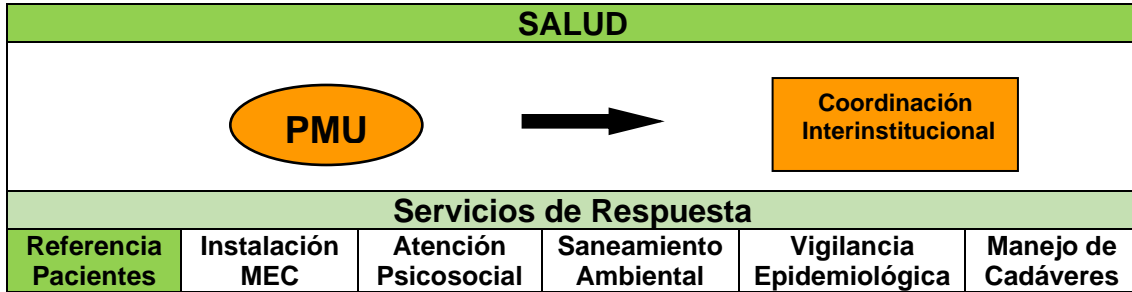 SALUD
PMU
Coordinación
Interinstitucional
Servicios de Respuesta
Referencia
Pacientes
Instalación
MEC
Atención
Psicosocial
Saneamiento
Ambiental
Vigilancia
Epidemiológica
Manejo de
Cadáveres